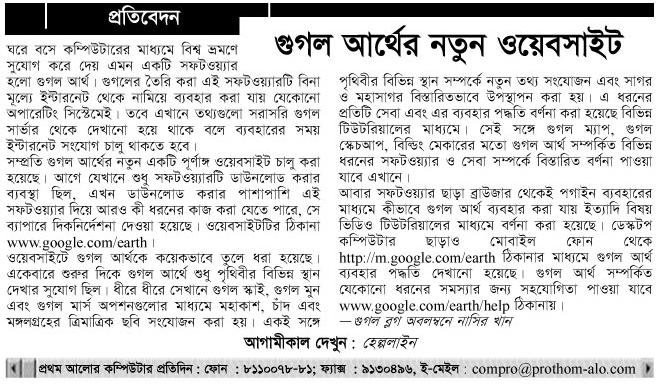 প্রতিবেদন
গুগল আর্থের নতুন ওয়েবসাইট
ঘরে বসে কম্পিউটারের মাধ্যমে বিশ্ব ভ্রমণে
সুযোগ করে দেয় এমন একটি সফটওয়্যার
হলো গুগল আর্থ। গুগলের তৈরি করা এই সফটওয়্যারটি বিনা
মূল্যে ইন্টারনেট থেকে নামিয়ে ব্যবহার করা যায় যেকোনো
অপারেটিং সিস্টেমেই। তবে এখানে তথ্যগুলো সরাসরি গুগল
সার্ভার থেকে দেখানো হয়ে থাকে বলে ব্যবহারের সময়
ইন্টারনেট সংযোগ চালু থাকতে হবে।
সম্প্রতি গুগল আর্থের নতুন একটি পূর্ণাঙ্গ ওয়েবসাইট চালু করা
হয়েছে। আগে যেখানে শুধু সফটওয়্যারটি ডাউনলোড করার
ব্যবস্থা ছিল, এখন ডাউনলোড করার পাশাপাশি এই
সফটওয়্যার দিয়ে আরও কী ধরনের কাজ করা যেতে পারে, সে
ব্যাপারে দিকনির্দেশনা দেওয়া হয়েছে। ওয়েবসাইটটির ঠিকানা
www.google.com/earth।
ওয়েবসাইটে গুগল আর্থকে কয়েকভাবে তুলে ধরা হয়েছে।
একেবারে শুরুর দিকে গুগল আর্থে শুধু পৃথিবীর বিভিন্ন স্থান
দেখার সুযোগ ছিল। ধীরে ধীরে সেখানে গুগল স্কাই, গুগল মুন
এবং গুগল মার্স অপশনগুলোর মাধ্যমে মহাকাশ, চাঁদ এবং
মঙ্গলগ্রহের ত্রিমাত্রিক ছবি সংযোজন করা হয়। একই সঙ্গে
পৃথিবীর বিভিন্ন স্থান সম্পর্কে নতুন তথ্য সংযোজন এবং সাগর
ও মহাসাগর বিস্তারিতভাবে উপস্থাপন করা হয়। এ ধরনের
প্রতিটি সেবা এবং এর ব্যবহার পদ্ধতি বর্ণনা করা হয়েছে বিভিন্ন
টিউটরিয়ালের মাধ্যমে। সেই সঙ্গে গুগল ম্যাপ, গুগল
স্কেচআপ, বিল্ডিং মেকারের মতো গুগল আর্থ সম্পর্কিত বিভিন্ন
ধরনের সফটওয়্যার ও সেবা সম্পর্কে বিস্তারিত বর্ণনা পাওয়া
যাবে এখানে।
আবার সফটওয়্যার ছাড়া ব্রাউজার থেকেই প্লাগইন ব্যবহারের
মাধ্যমে কীভাবে গুগল আর্থ ব্যবহার করা যায় ইত্যাদি বিষয়
ভিডিও টিউটরিয়ালের মাধ্যমে বর্ণনা করা হয়েছে। ডেস্কটপ
কম্পিউটার ছাড়াও মোবাইল ফোন থেকে
http://m.google.com/earth ঠিকানার মাধ্যমে গুগল আর্থ
ব্যবহার পদ্ধতি দেখানো হয়েছে। গুগল আর্থ সম্পর্কিত
যেকোনো ধরনের সমস্যার জন্য সহযোগিতা পাওয়া যাবে
www.google.com/earth/help ঠিকানায়।
—গুগল ব্লগ অবলম্বনে নাসির খান
আগামীকাল দেখুন : হেল্পলাইন
প্রথম আলোর কম্পিউটার প্রতিদিন : ফোন : ৮১১০০৭৮-৮১; ফ্যাক্স : ৯১৩০৪৯৬, ই-মেইল : compro@prothom-alo.com